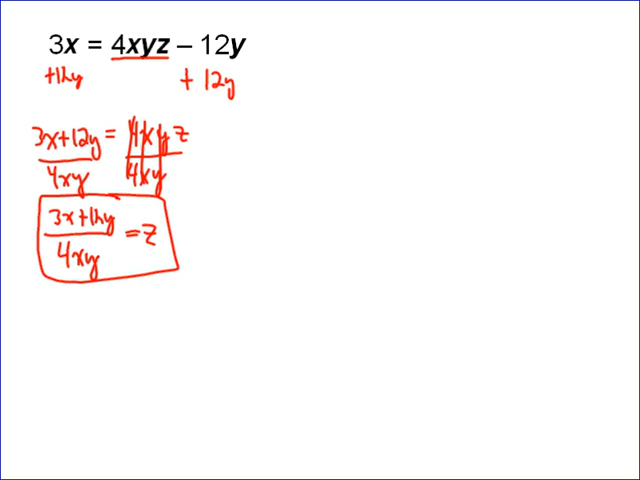 3x = 4xyz – 12y
+12y + 12y
3x+12y = 4xyz
4xy 4xy
3x+12y
= z
4xy